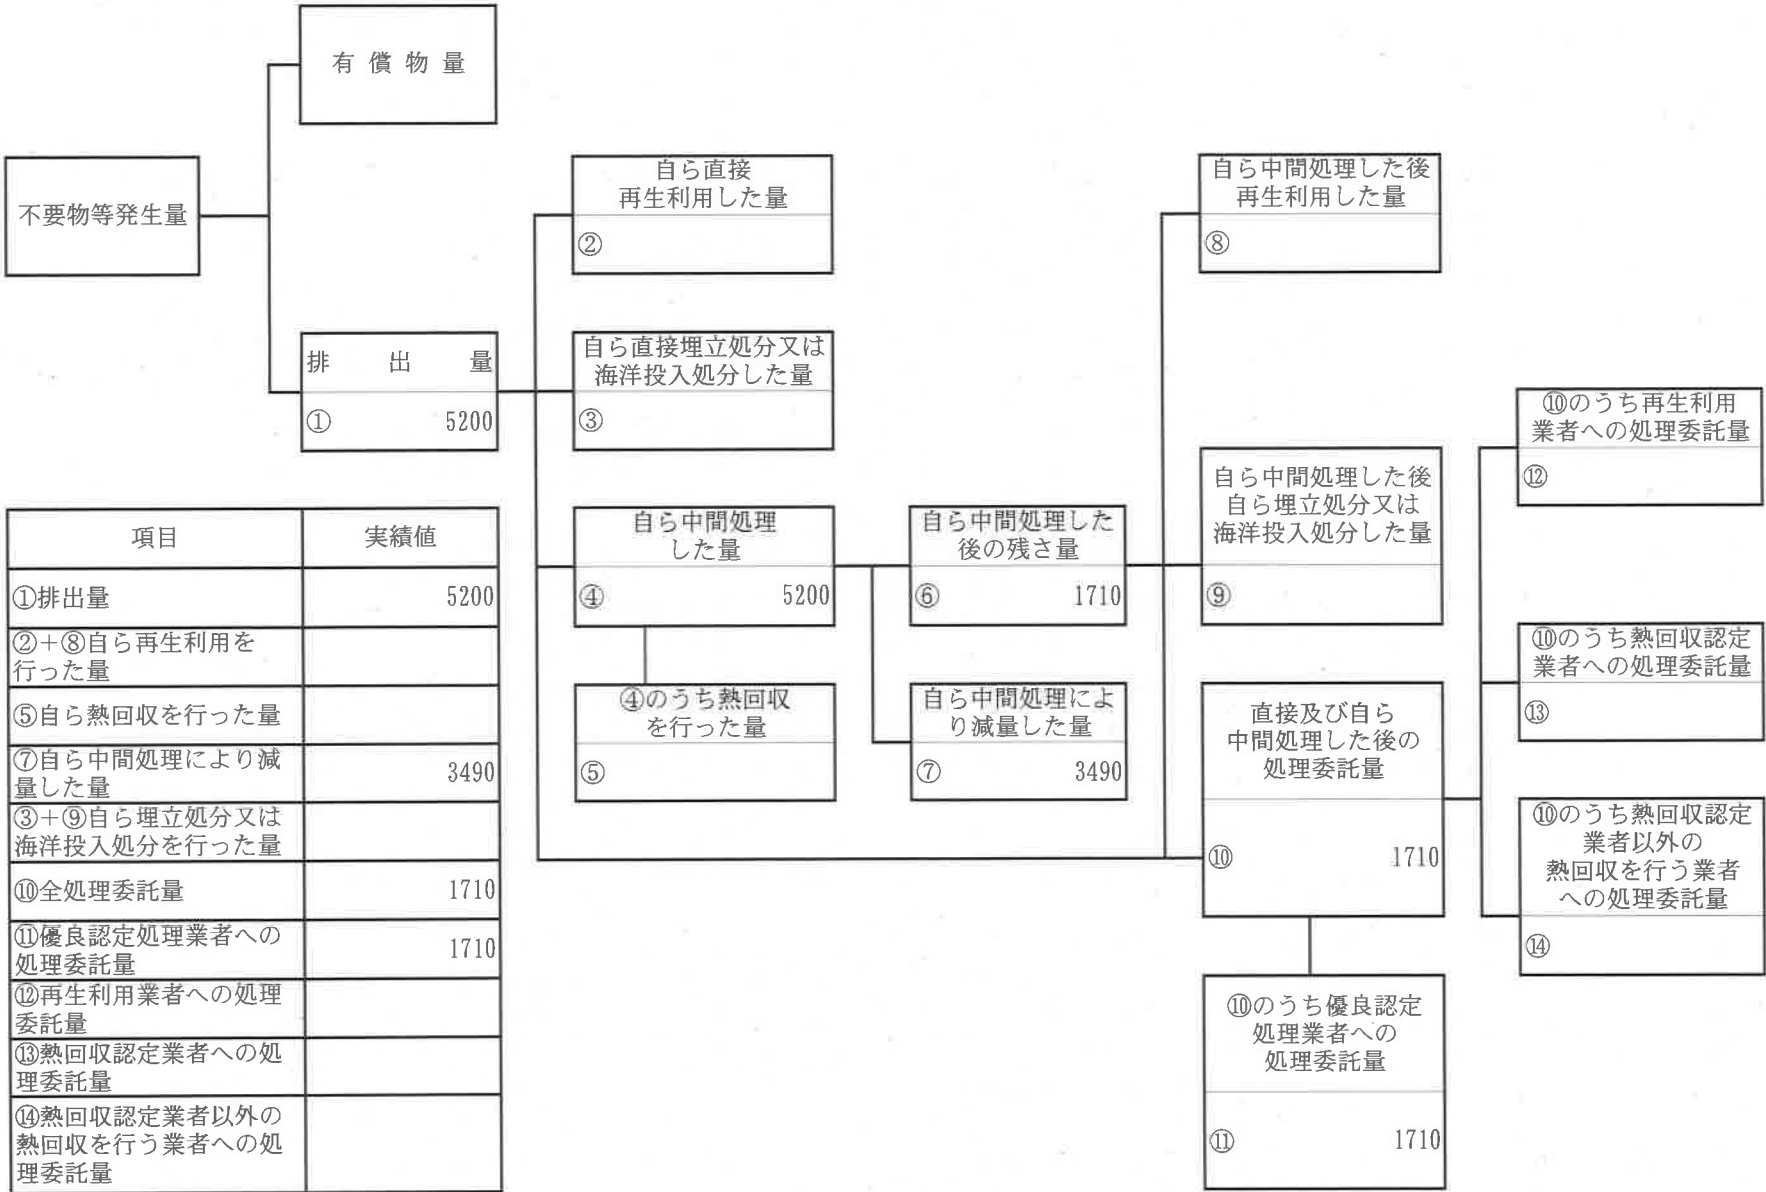 有 償 物 量
不要物等発生量
排 出 量
① 5200
自ら直接
再生利用した量
②
自ら直接埋立処分又は
海洋投入処分した量
③
自ら中間処理
した量
④ 5200
④のうち熱回収
を行った量
⑤
自ら中間処理した
後の残さ量
⑥ 1710
自ら中間処理によ
り減量した量
⑦ 3490
自ら中間処理した後
再生利用した量
⑧
自ら中間処理した後
自ら埋立処分又は
海洋投入処分した量
⑨
直接及び自ら
中間処理した後の
処理委託量
⑩ 1710
⑩のうち優良認定
処理業者への
処理委託量
⑪ 1710
⑩のうち再生利用
業者への処理委託量
⑫
⑩のうち熱回収認定
業者への処理委託量
⑬
⑩のうち熱回収認定
業者以外の
熱回収を行う業者
への処理委託量
⑭
項目 実績値
①排出量 5200
②+⑧自ら再生利用を
行った量
⑤自ら熱回収を行った量
⑦自ら中間処理により減
量した量 3490
③+⑨自ら埋立処分又は
海洋投入処分を行った量
⑩全処理委託量 1710
⑪優良認定処理業者への
処理委託量 1710
⑫再生利用業者への処理
委託量
⑬熱回収認定業者への処
理委託量
⑭熱回収認定業者以外の
熱回収を行う業者への処
理委託量